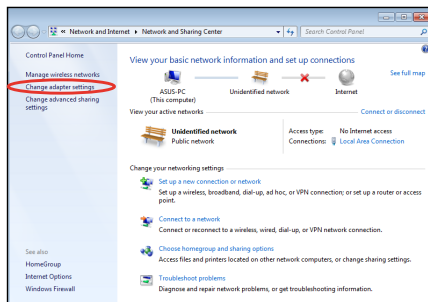 « Network and Internet ▸ Network and Sharing Center
Search Control Panel
Control Panel Home
Manage wireless networks
Change adapter settings
Change advanced sharing
settings
See also
HomeGroup
Internet Options
Windows Firewall
View your basic network information and set up connections
See full map
ASUS-PC
(This computer)
Unidentified network
Internet
View your active networks
Connect or disconnect
Unidentified network
Public network
Access type: No Internet access
Connections: Local Area Connection
Change your networking settings
Set up a new connection or network
Set up a wireless, broadband, dial-up, ad hoc, or VPN connection; or set up a router or access
point.
Connect to a network
Connect or reconnect to a wireless, wired, dial-up, or VPN network connection.
Choose homegroup and sharing options
Access files and printers located on other network computers, or change sharing settings.
Troubleshoot problems
Diagnose and repair network problems, or get troubleshooting information.